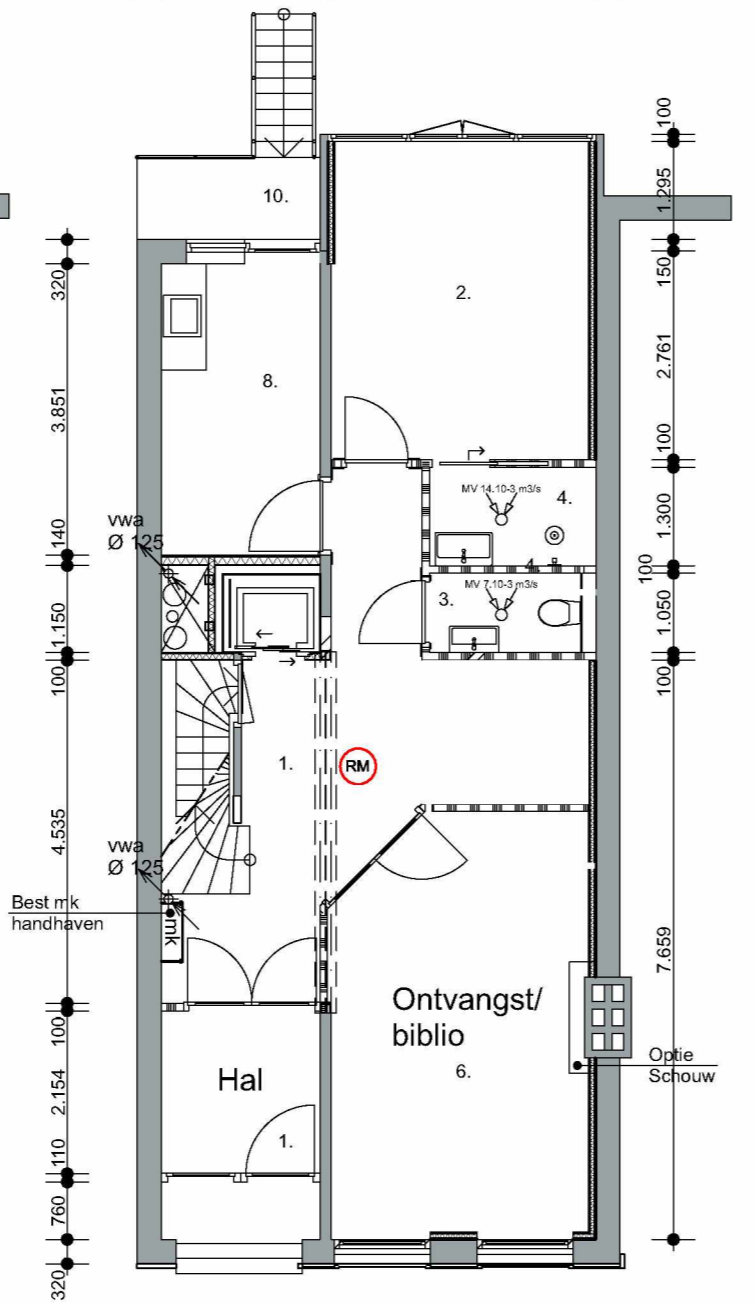 10.
2.
8.
MV 14.10-3 m3/s
4.
4.
3.
MV 7.10-3 m3/s
vwa
Ø 125
1.
RM
vwa
Ø 125
Best mk
handhaven
mk
Ontvangst/
biblio
6.
Optie
Schouw
Hal
1.
320
3.851
140
1.150
100
4.535
100
2.154
110
760
320
100
1.295
150
2.761
100
1.300
100
1.050
100
7.659